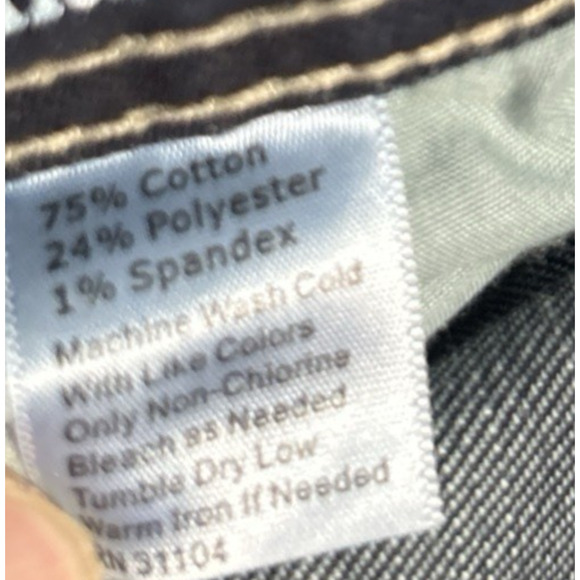 75% Cotton
24% Polyester
1% Spandex
Machine Wash Cold
With Like Colors
Only Non-Chlorine
Bleach as Needed
Tumble Dry Low
Warm Iron If Needed
RN 31104